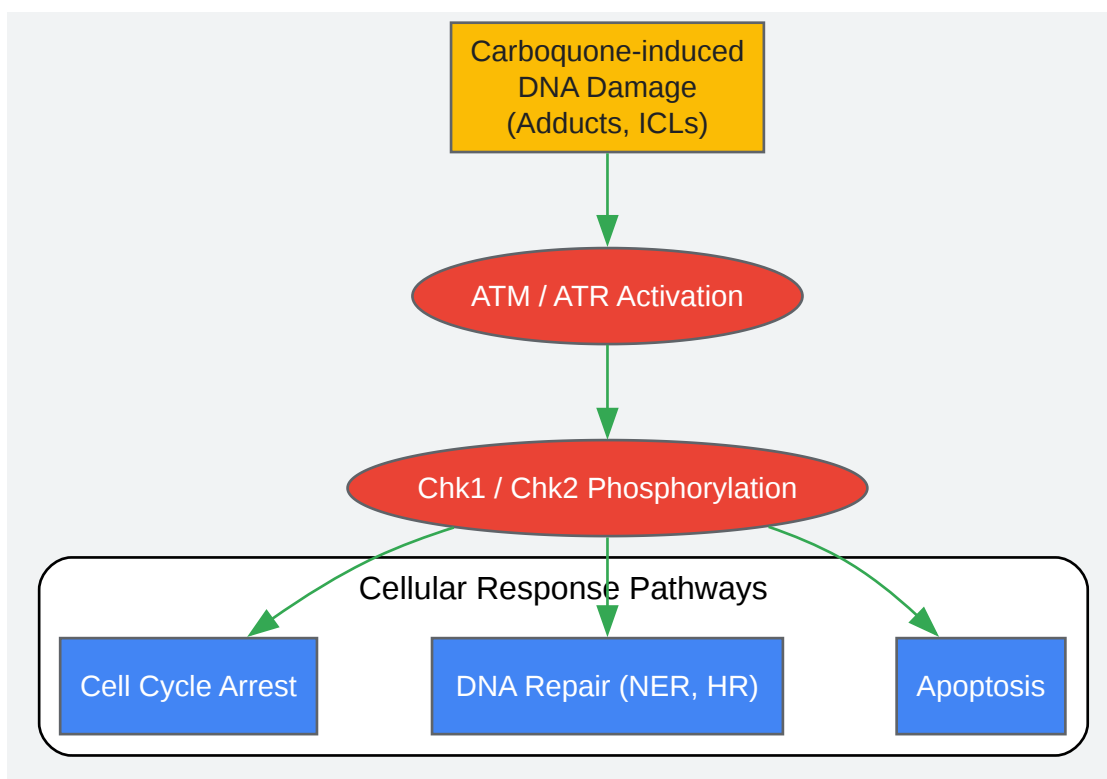 Carboquone-induced
DNA Damage
(Adducts, ICLs)
ATM / ATR Activation
Chk1 / Chk2 Phosphorylation
Cellular Response Pathways
Cell Cycle Arrest
DNA Repair (NER, HR)
Apoptosis